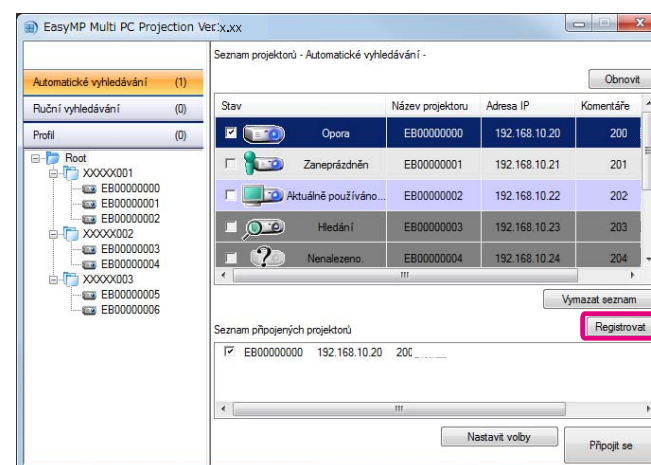 EasyMP Multi PC Projection Ver.x.xx
Seznam projektorů - Automatické vyhledávání -
Automatické vyhledávání (1)
Obnovit
Ruční vyhledávání (0)
Profil (0)
Stav Název projektoru Adresa IP Komentáře
Opora EB00000000 192.168.10.20 200
Zaneprázdněn EB00000001 192.168.10.21 201
Aktuálně používáno... EB00000002 192.168.10.22 202
Hledání EB00000003 192.168.10.23 203
Nenalezeno. EB00000004 192.168.10.24 204
Root
XXXXX001
EB00000000
EB00000001
EB00000002
XXXXX002
EB00000003
EB00000004
XXXXX003
EB00000005
EB00000006
Vymazat seznam
Seznam připojených projektorů
Registrovat
EB00000000 192.168.10.20 200
Nastavit volby
Připojit se